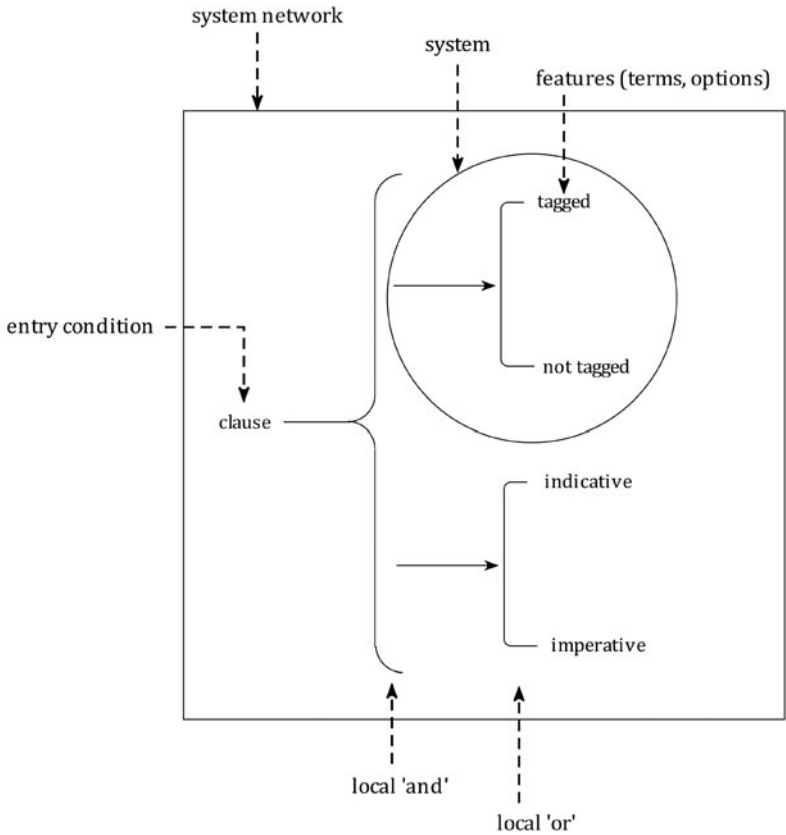 system network
system
features (terms, options)
tagged
entry condition
not tagged
clause
indicative
imperative
local 'and'
local 'or'